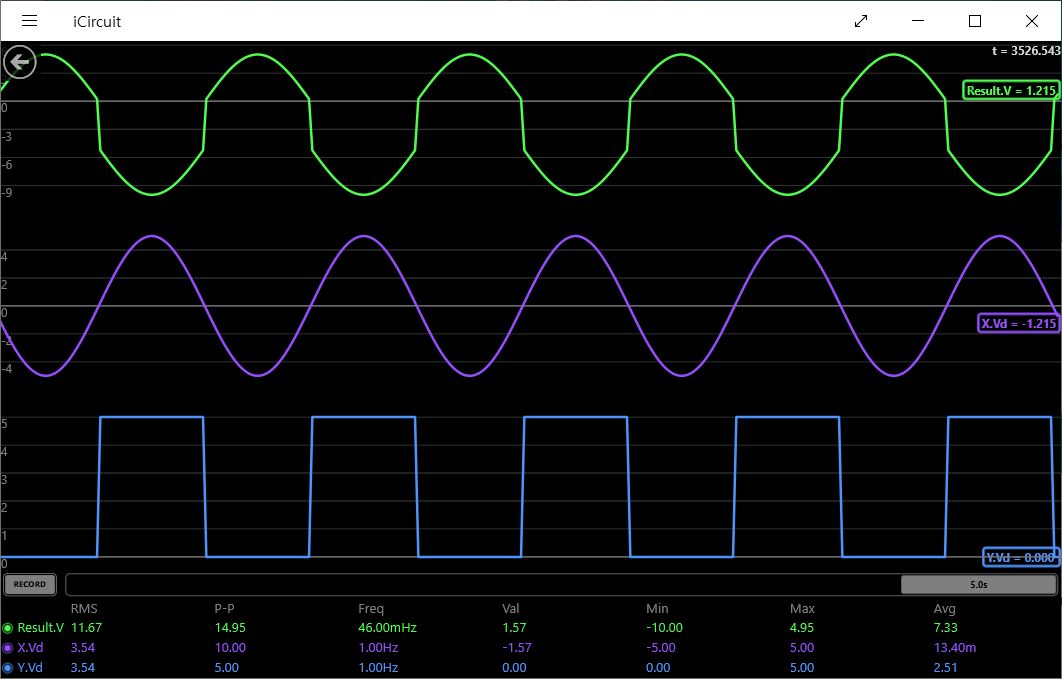 iCircuit
t = 3526.543
0
Result.V = 1.215
-3
-6
-9
4
2
0
X.Vd = -1.215
-2
-4
5
4
3
2
1
0
Y.Vd = 0.000
RECORD
5.0s
RMS P-P Freq Val Min Max Avg
Result.V 11.67 14.95 46.00mHz 1.57 -10.00 4.95 7.33
X.Vd 3.54 10.00 1.00Hz -1.57 -5.00 5.00 13.40m
Y.Vd 3.54 5.00 1.00Hz 0.00 0.00 5.00 2.51